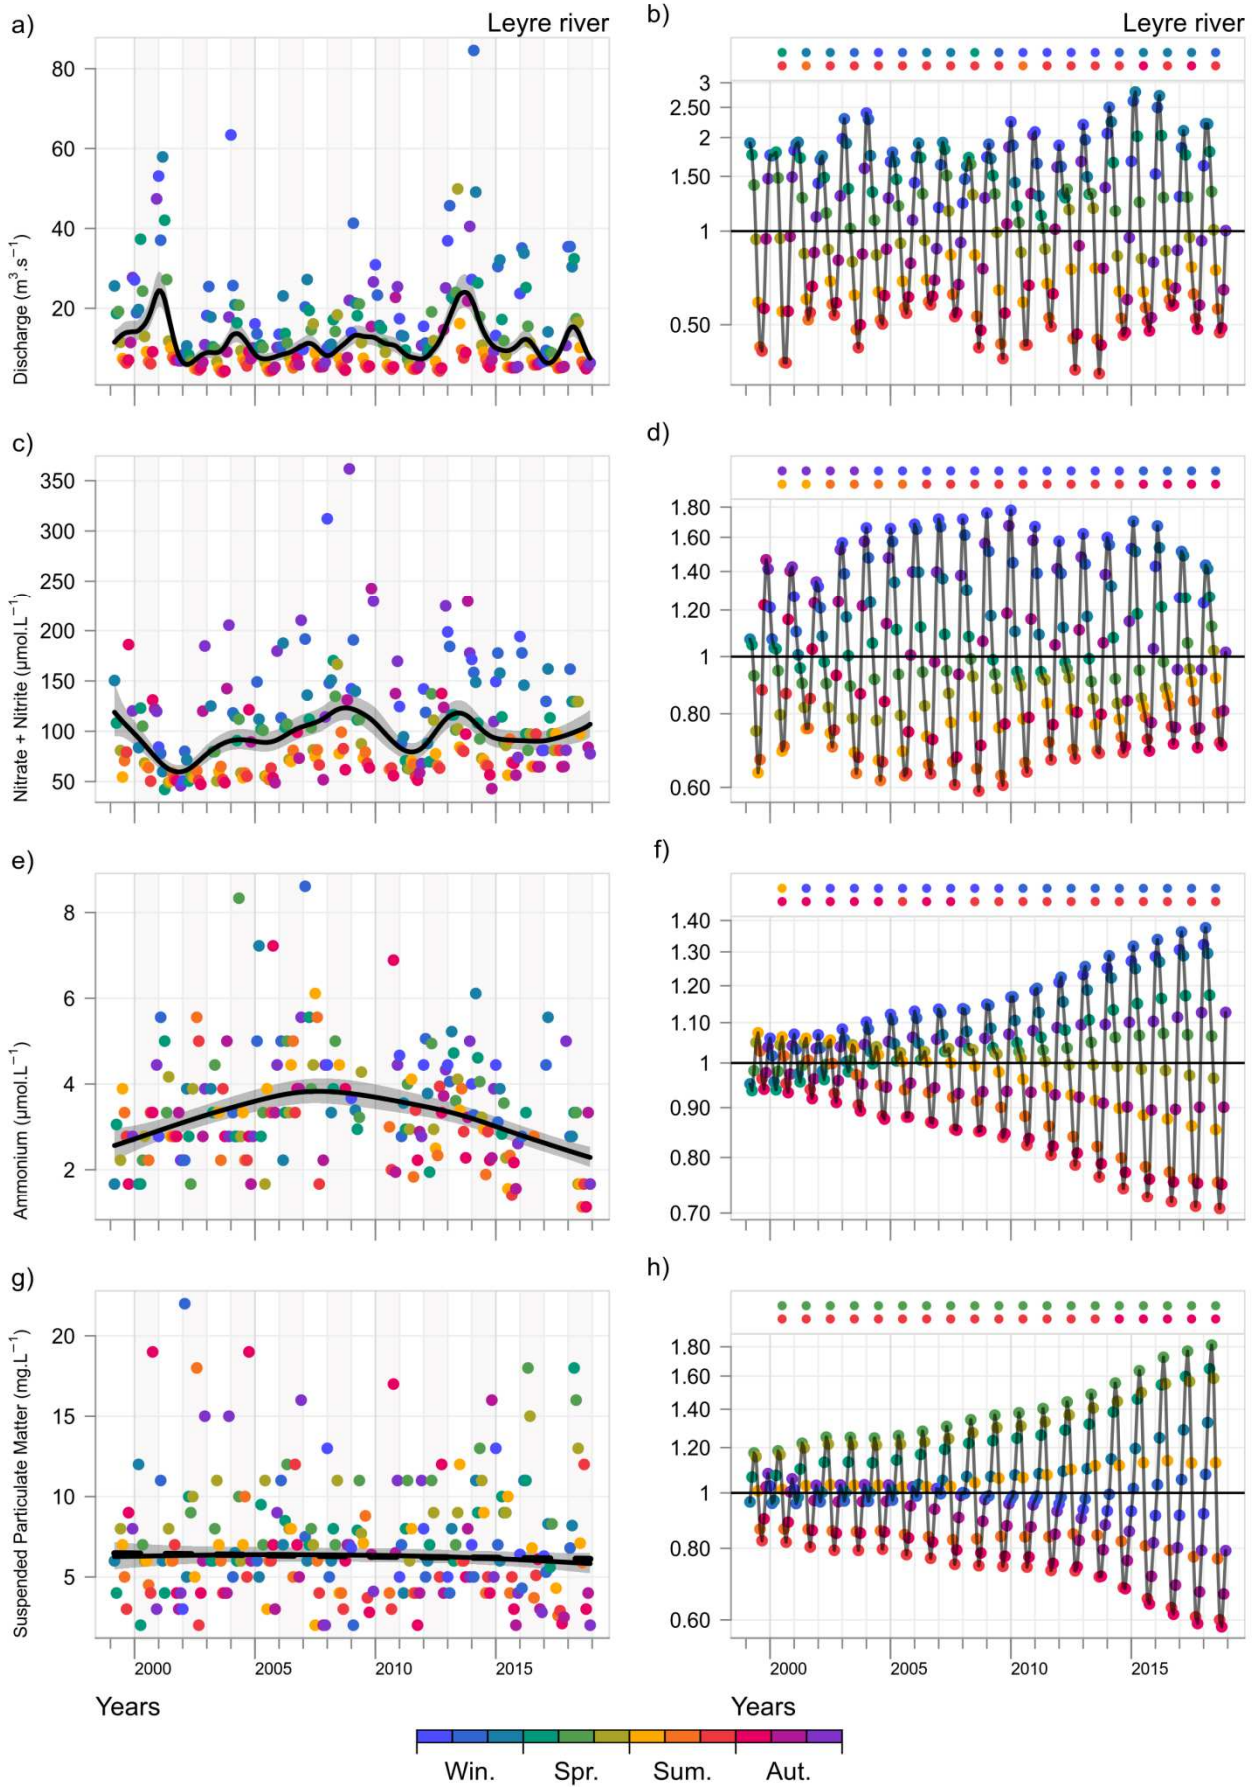 a)
Leyre river
80
60
40
20
Discharge (m³.s⁻¹)
b)
Leyre river
3
2.50
2
1.50
1
0.50
c)
350
300
250
200
150
100
50
Nitrate + Nitrite (µmol.L⁻¹)
d)
1.80
1.60
1.40
1.20
1
0.80
0.60
e)
8
6
4
2
Ammonium (µmol.L⁻¹)
f)
1.40
1.30
1.20
1.10
1
0.90
0.80
0.70
g)
20
15
10
5
Suspended Particulate Matter (mg.L⁻¹)
2000 2005 2010 2015
Years
h)
1.80
1.60
1.40
1.20
1
0.80
0.60
2000 2005 2010 2015
Years
Win. Spr. Sum. Aut.